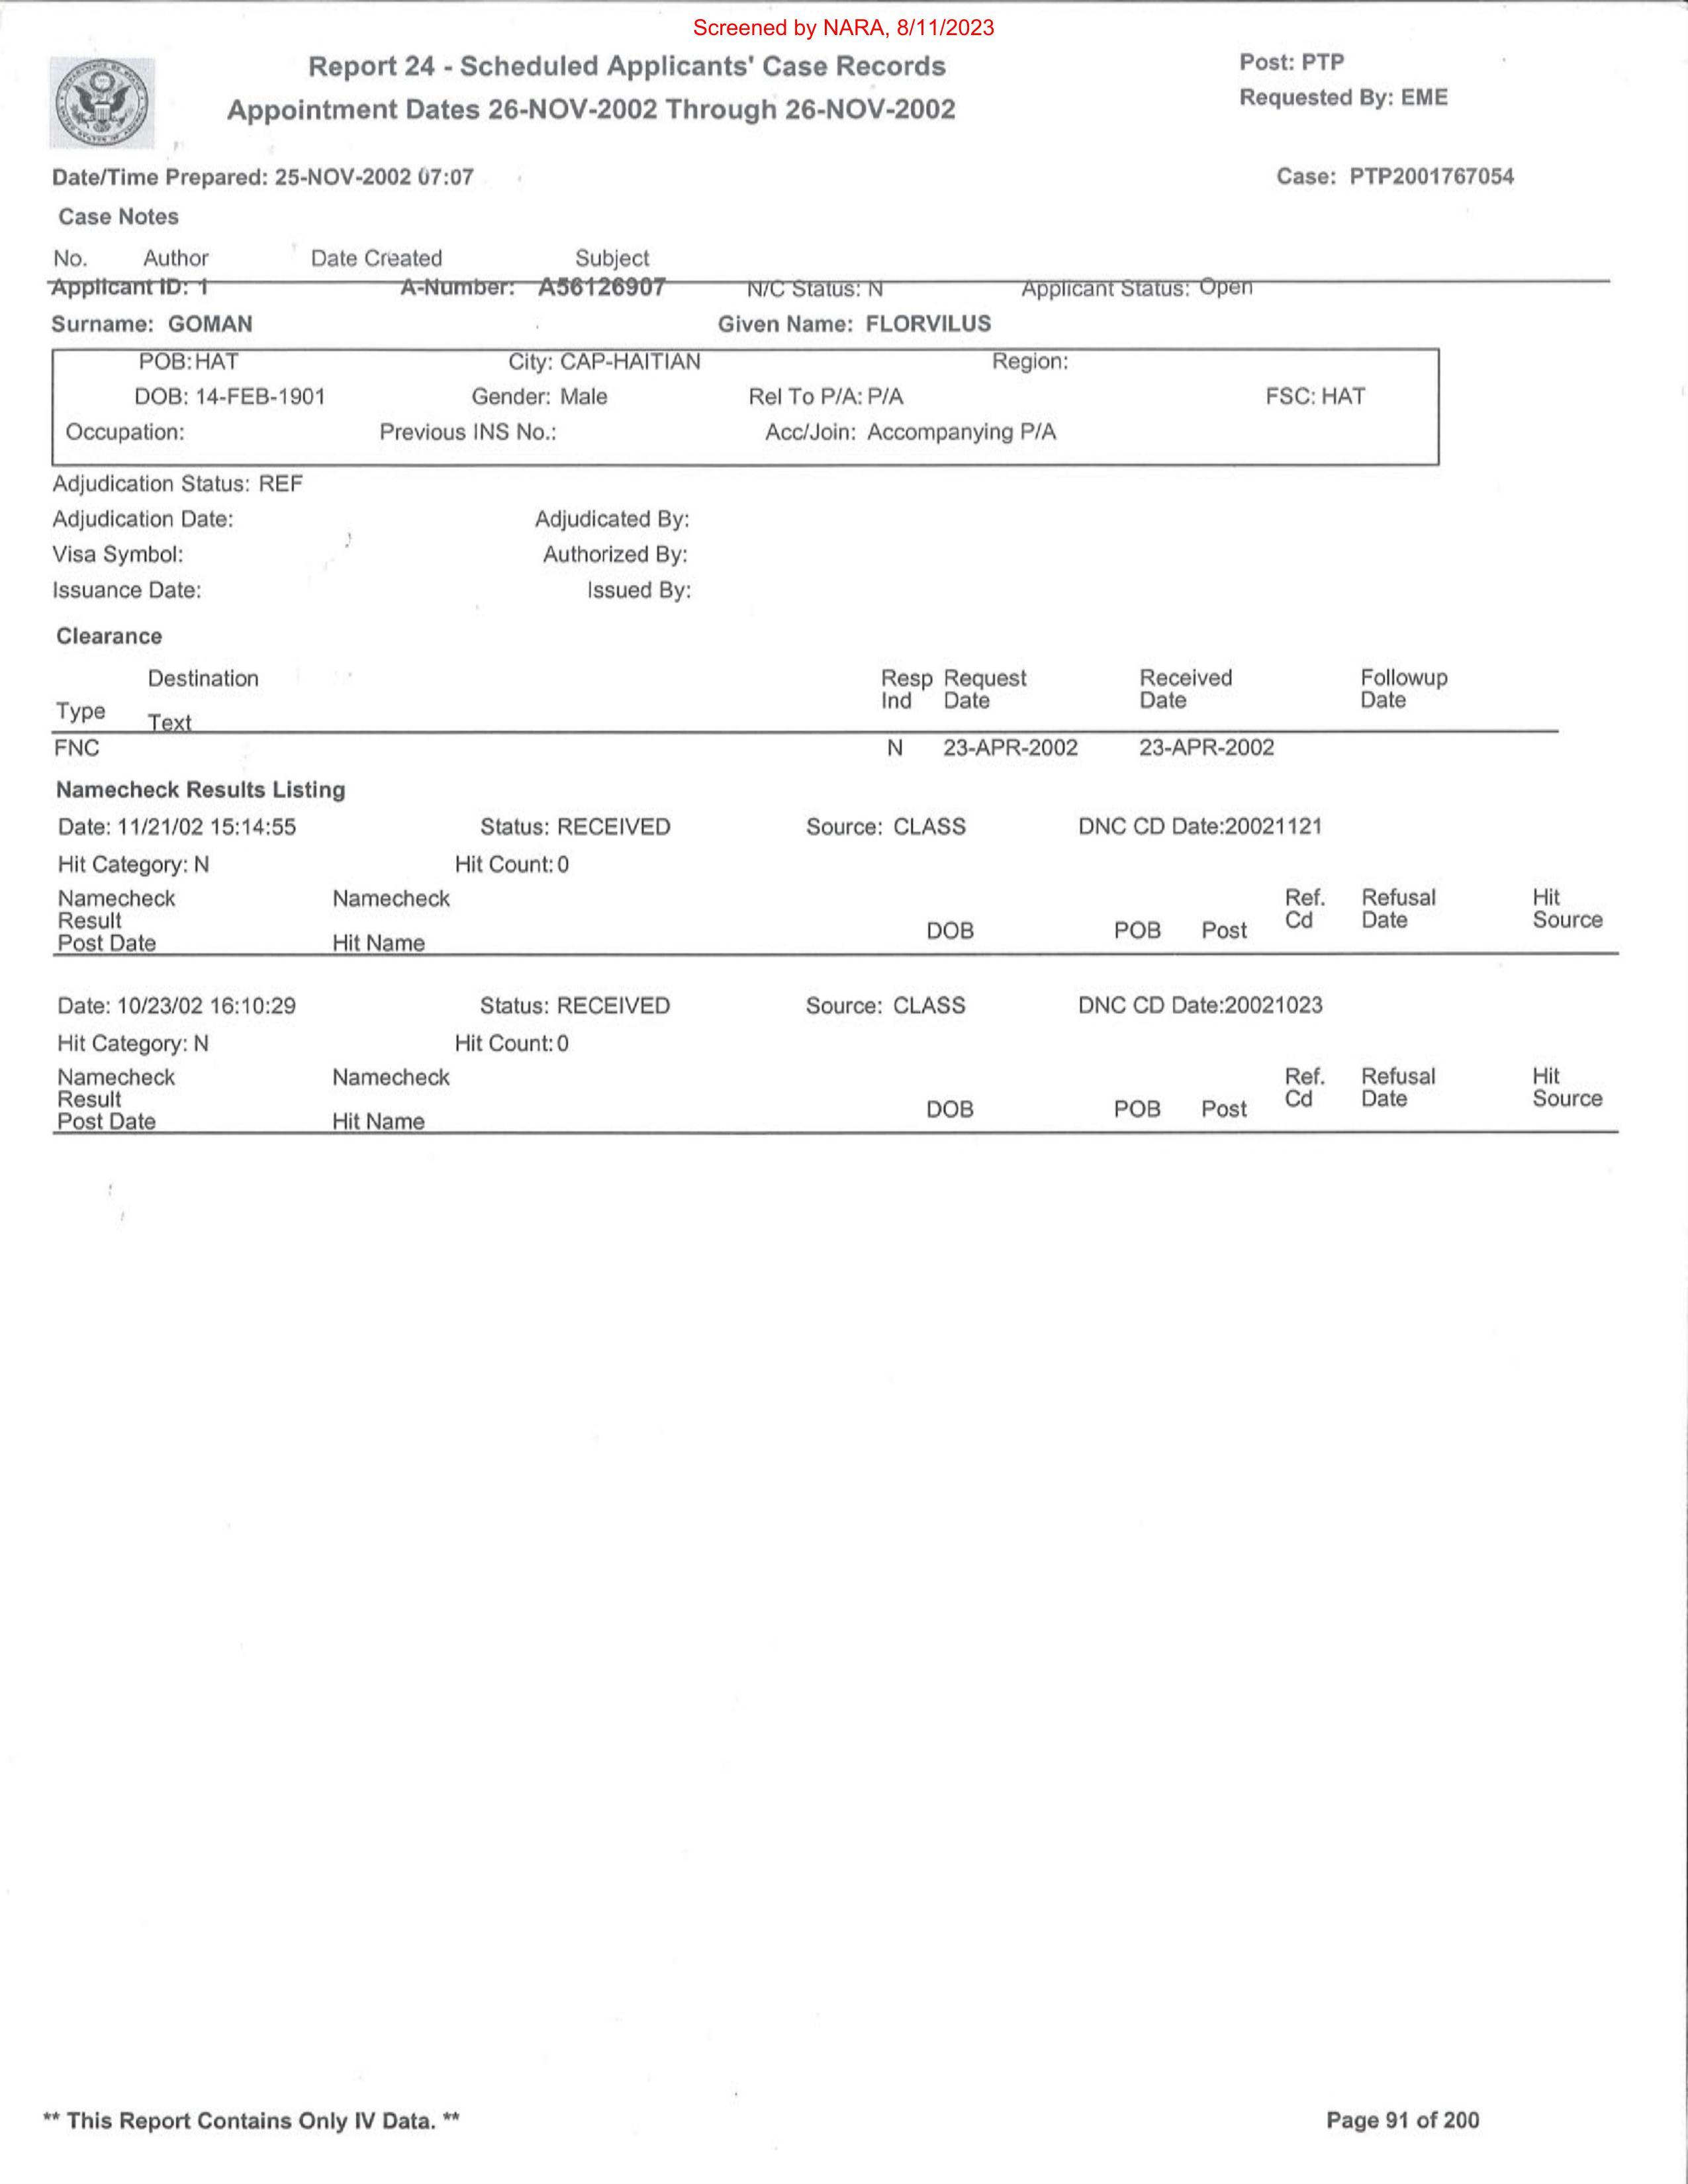 Screened by NARA, 8/11/2023
Report 24 - Scheduled Applicants' Case Records
Post: PTP
Appointment Dates 26-NOV-2002 Through 26-NOV-2002
Requested By: EME
Date/Time Prepared: 25-NOV-2002 07:07
Case: PTP2001767054
Case Notes
No. Author Date Created Subject
Applicant ID: 1 A-Number: A56126907 N/C Status: N Applicant Status: Open
Surname: GOMAN Given Name: FLORVILUS
POB: HAT City: CAP-HAITIAN Region:
DOB: 14-FEB-1901 Gender: Male Rel To P/A: P/A FSC: HAT
Occupation: Previous INS No.: Acc/Join: Accompanying P/A
Adjudication Status: REF
Adjudication Date: Adjudicated By:
Visa Symbol: Authorized By:
Issuance Date: Issued By:
Clearance
Destination Resp Request Received Followup
Ind Date Date Date
Type Text
FNC N 23-APR-2002 23-APR-2002
Namecheck Results Listing
Date: 11/21/02 15:14:55 Status: RECEIVED Source: CLASS DNC CD Date:20021121
Hit Category: N Hit Count: 0
Namecheck Namecheck Ref. Refusal Hit
Result DOB POB Post Cd Date Source
Post Date Hit Name
Date: 10/23/02 16:10:29 Status: RECEIVED Source: CLASS DNC CD Date:20021023
Hit Category: N Hit Count: 0
Namecheck Namecheck Ref. Refusal Hit
Result DOB POB Post Cd Date Source
Post Date Hit Name
** This Report Contains Only IV Data. ** Page 91 of 200